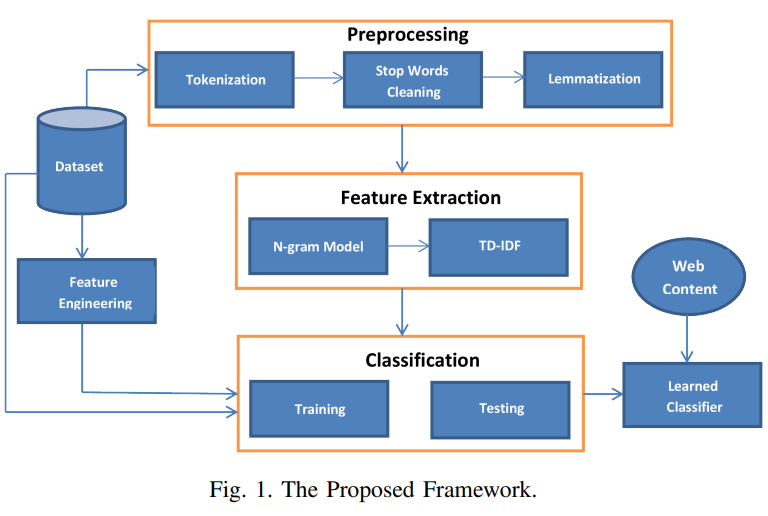 Preprocessing
Tokenization
Stop Words
Cleaning
Lemmatization
Dataset
Feature Extraction
N-gram Model
TD-IDF
Feature
Engineering
Web
Content
Classification
Training
Testing
Learned
Classifier
Fig. 1. The Proposed Framework.